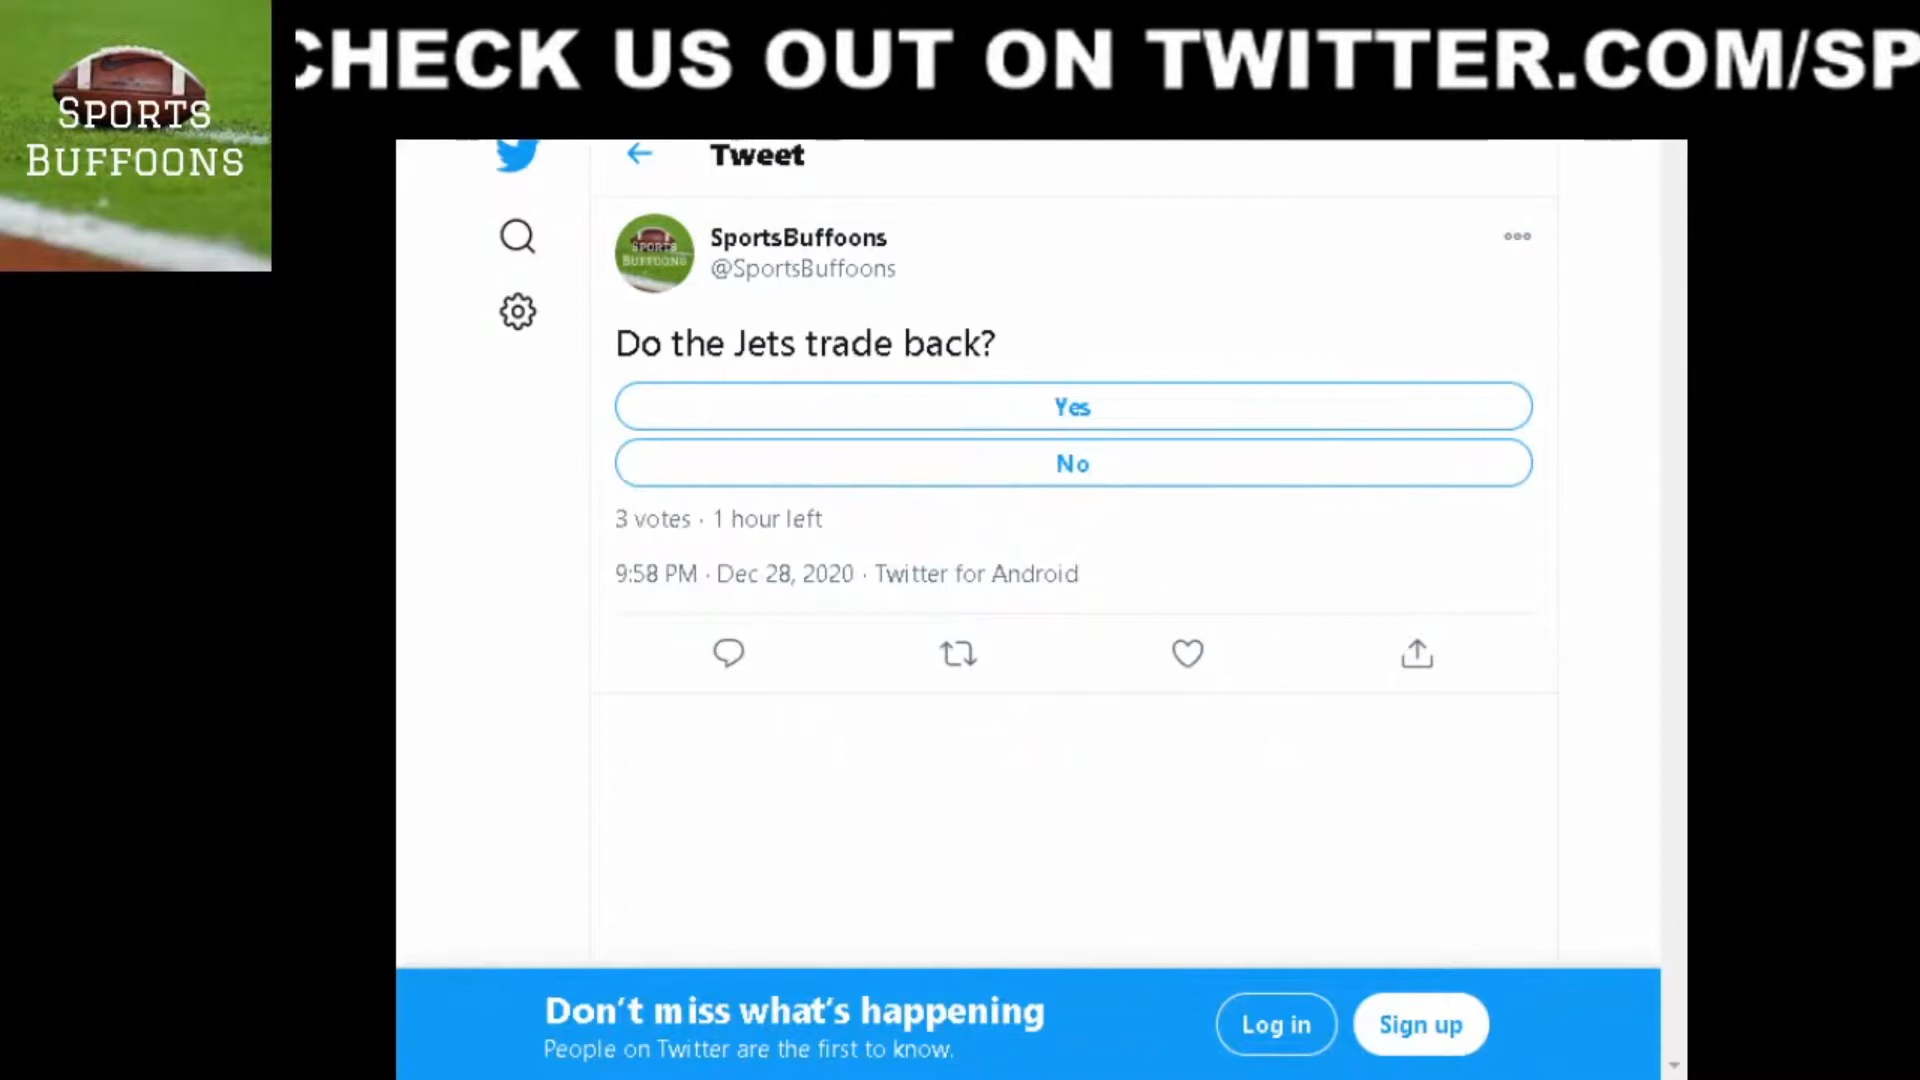 CHECK US OUT ON TWITTER.COM/SP
SPORTS
BUFFOONS
Tweet
SPORTS
BUFFOONS
SportsBuffoons
@SportsBuffoons
Do the Jets trade back?
Yes
No
3 votes · 1 hour left
9:58 PM · Dec 28, 2020 · Twitter for Android
Don't miss what's happening
People on Twitter are the first to know.
Log in
Sign up